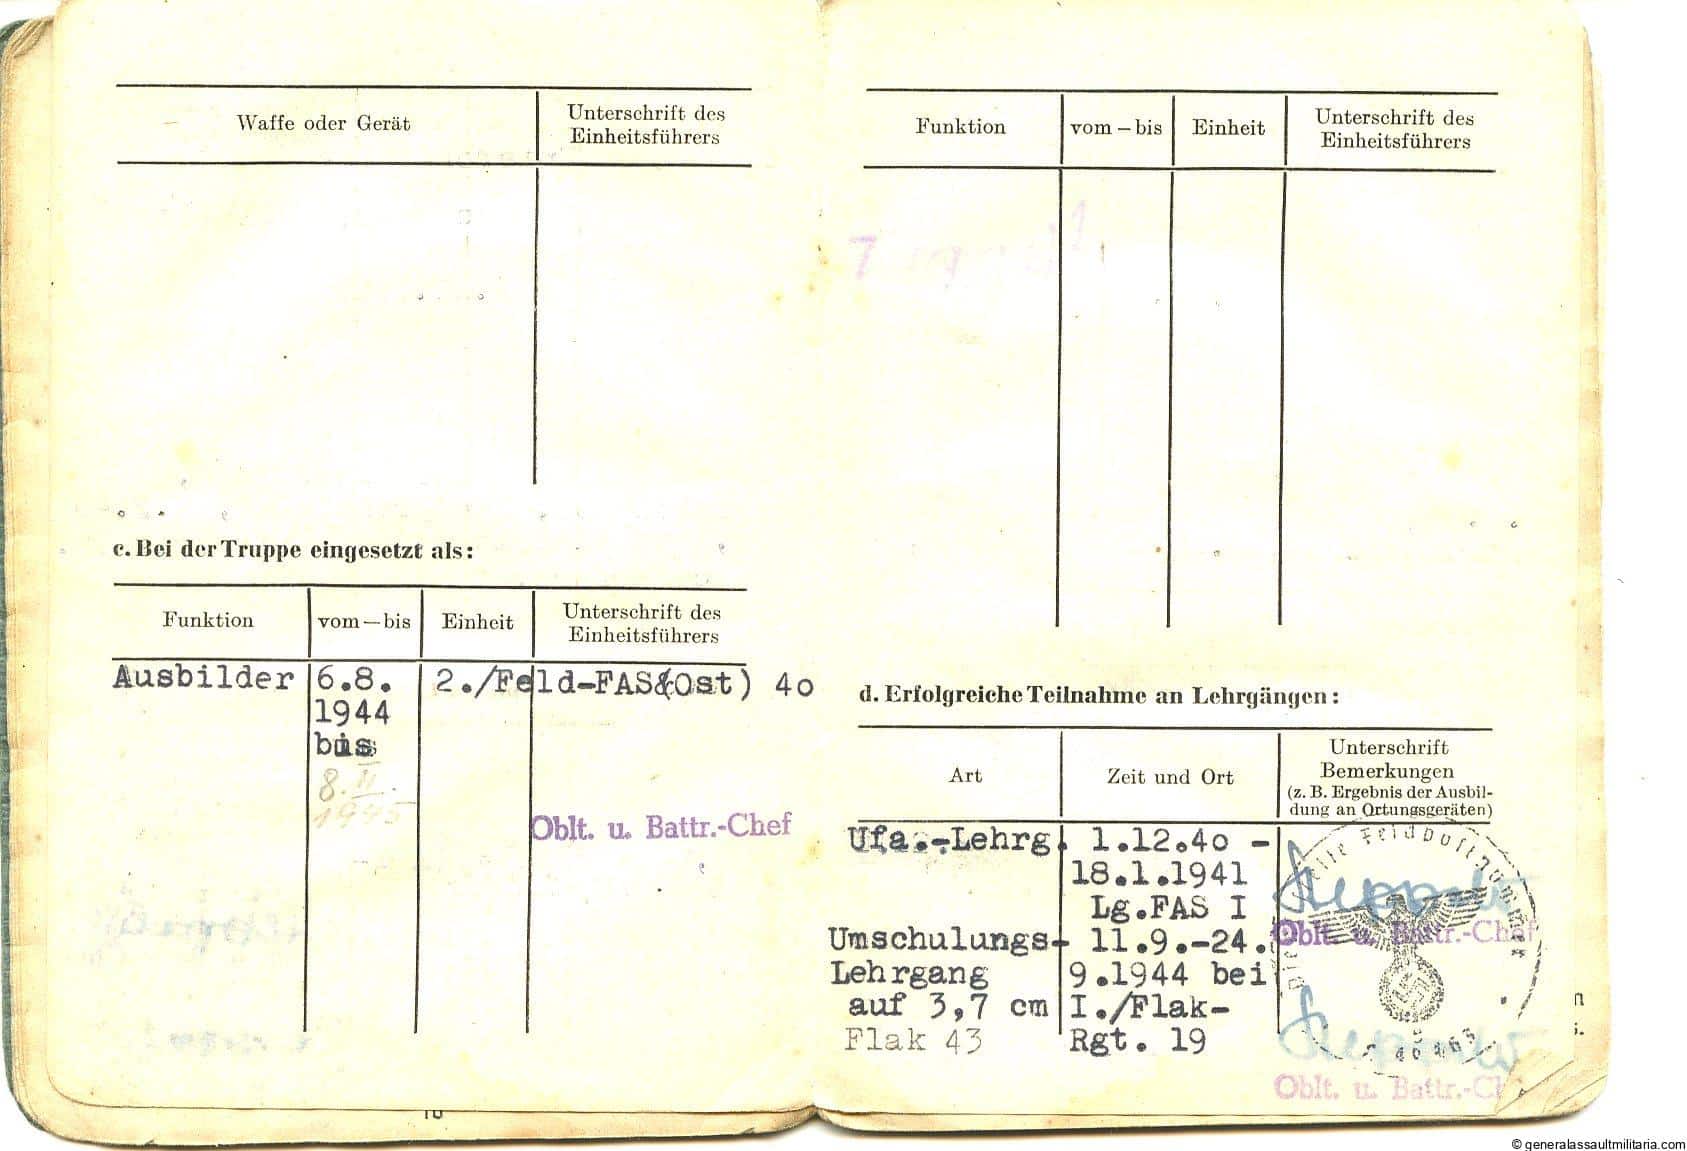 Waffe oder Gerät
Unterschrift des
Einheitsführers
c. Bei der Truppe eingesetzt als:
Funktion
vom – bis
Einheit
Unterschrift des
Einheitsführers
Ausbilder
6.8.
1944
bis
8.II.
1945
2./Feld-FAS(Ost) 4o
Oblt. u. Battr.-Chef
10
Funktion
vom – bis
Einheit
Unterschrift des
Einheitsführers
d. Erfolgreiche Teilnahme an Lehrgängen:
Art
Zeit und Ort
Unterschrift
Bemerkungen
(z. B. Ergebnis der Ausbil-
dung an Ortungsgeräten)
Ufa.-Lehrg.
1.12.4o –
18.1.1941
Lg.FAS I
Oblt. u. Battr.-Chef
Umschulungs-
Lehrgang
auf 3,7 cm
Flak 43
11.9.-24.
9.1944 bei
I./Flak-
Rgt. 19
Oblt. u. Battr.-Ch
© generalassaultmilitaria.com